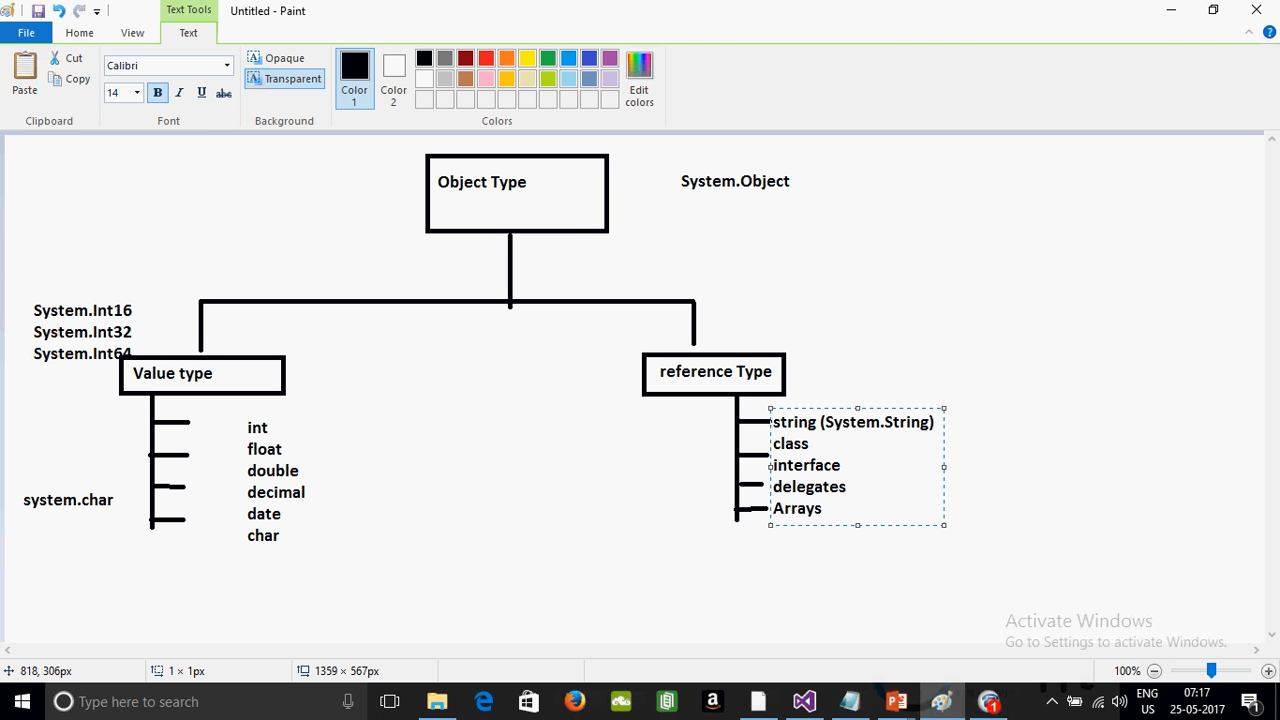 Text Tools
Untitled - Paint
File
Home
View
Text
Paste
Cut
Copy
Clipboard
Calibri
14
B
I
U
abc
Font
Opaque
Transparent
Background
Color 1
Color 2
Edit colors
Colors
Object Type
System.Object
System.Int16
System.Int32
System.Int64
Value type
reference Type
int
float
double
decimal
date
char
system.char
string (System.String)
class
interface
delegates
Arrays
Activate Windows
Go to Settings to activate Windows.
818, 306px
1 × 1px
1359 × 567px
100%
Type here to search
ENG
US
07:17
25-05-2017